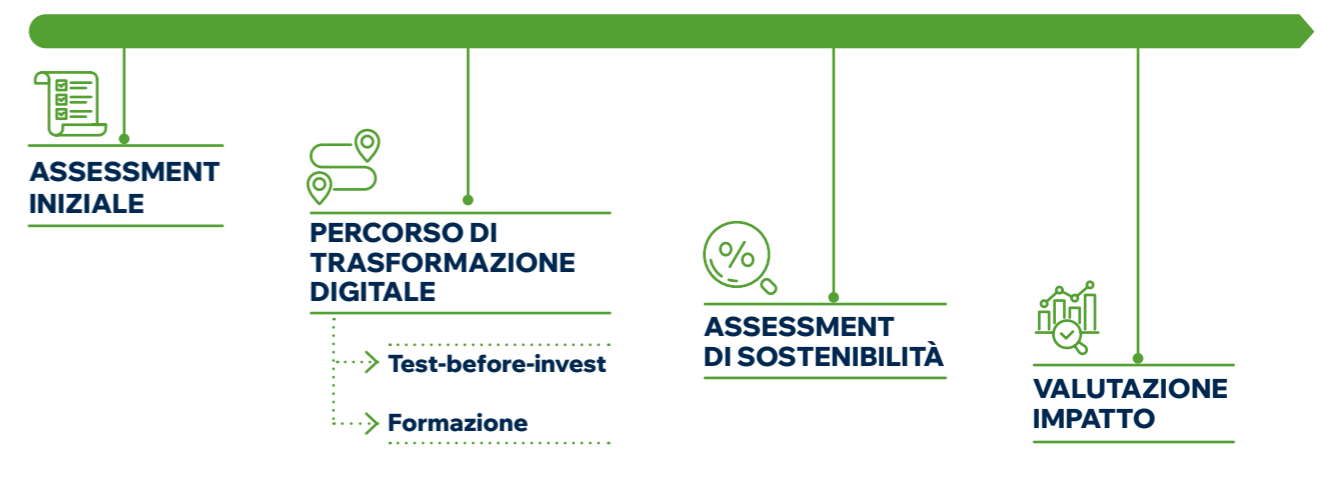 ASSESSMENT
INIZIALE
PERCORSO DI
TRASFORMAZIONE
DIGITALE
Test-before-invest
Formazione
%
ASSESSMENT
DI SOSTENIBILITÀ
VALUTAZIONE
IMPATTO